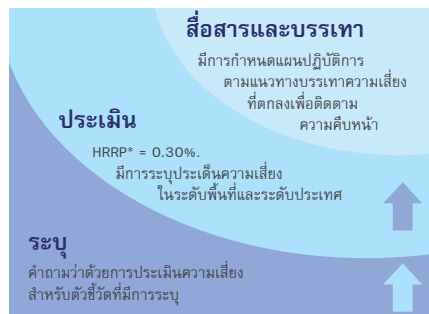 สื่อสารและบรรเทา
มีการกำหนดแผนปฏิบัติการ
ตามแนวทางบรรเทาความเสี่ยง
ที่ตกลงเพื่อติดตาม
ความคืบหน้า
ประเมิน
HRRP* = 0.30%.
มีการระบุประเด็นความเสี่ยง
ในระดับพื้นที่และระดับประเทศ
ระบุ
คำถามว่าด้วยการประเมินความเสี่ยง
สำหรับตัวชี้วัดที่มีการระบุ